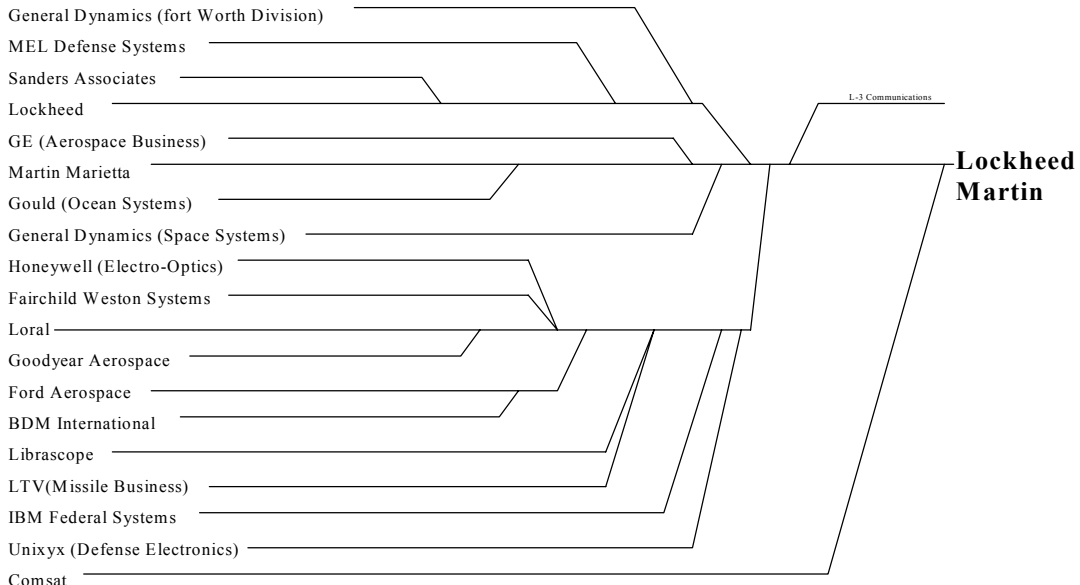 General Dynamics (fort Worth Division)
MEL Defense Systems
Sanders Associates
Lockheed
L-3 Communications
GE (Aerospace Business)
Martin Marietta
Lockheed
Martin
Gould (Ocean Systems)
General Dynamics (Space Systems)
Honeywell (Electro-Optics)
Fairchild Weston Systems
Loral
Goodyear Aerospace
Ford Aerospace
BDM International
Librascope
LTV(Missile Business)
IBM Federal Systems
Unixyx (Defense Electronics)
Comsat